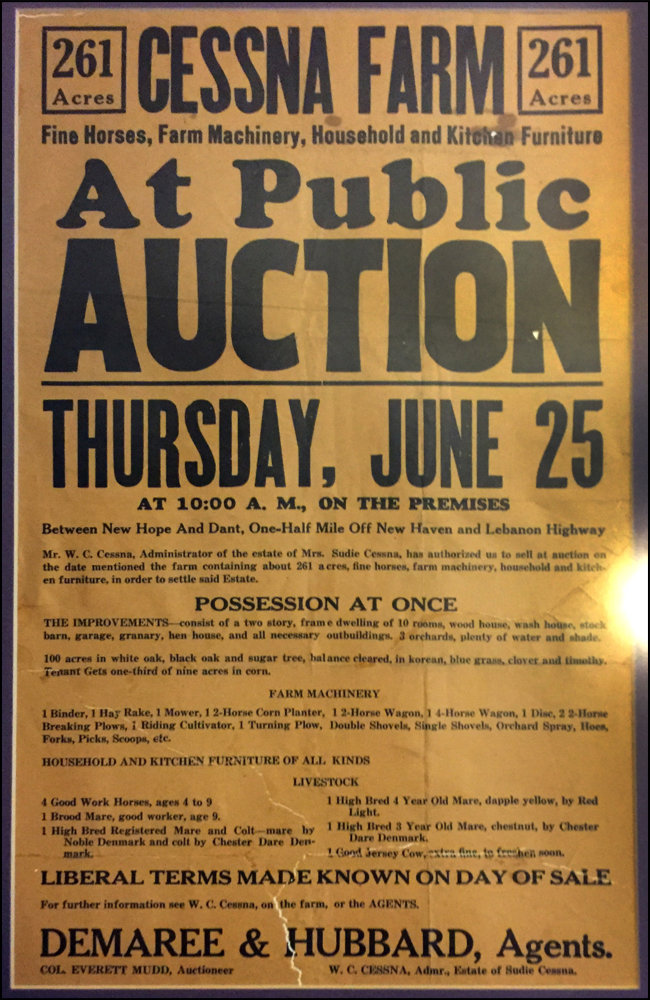 261 Acres CESSNA FARM 261 Acres
Fine Horses, Farm Machinery, Household and Kitchen Furniture
At Public
AUCTION
THURSDAY, JUNE 25
AT 10:00 A. M., ON THE PREMISES
Between New Hope And Dant, One-Half Mile Off New Haven and Lebanon Highway
Mr. W. C. Cessna, Administrator of the estate of Mrs. Sudie Cessna, has authorized us to sell at auction on
the date mentioned the farm containing about 261 acres, fine horses, farm machinery, household and kitch-
en furniture, in order to settle said Estate.
POSSESSION AT ONCE
THE IMPROVEMENTS—consist of a two story, frame dwelling of 10 rooms, wood house, wash house, stock
barn, garage, granary, hen house, and all necessary outbuildings. 3 orchards, plenty of water and shade.
100 acres in white oak, black oak and sugar tree, balance cleared, in korean, blue grass, clover and timothy.
Tenant Gets one-third of nine acres in corn.
FARM MACHINERY
1 Binder, 1 Hay Rake, 1 Mower, 1 2-Horse Corn Planter, 1 2-Horse Wagon, 1 4-Horse Wagon, 1 Disc, 2 2-Horse
Breaking Plows, 1 Riding Cultivator, 1 Turning Plow, Double Shovels, Single Shovels, Orchard Spray, Hoes,
Forks, Picks, Scoops, etc.
HOUSEHOLD AND KITCHEN FURNITURE OF ALL KINDS
LIVESTOCK
4 Good Work Horses, ages 4 to 9
1 Brood Mare, good worker, age 9.
1 High Bred Registered Mare and Colt—mare by
Noble Denmark and colt by Chester Dare Den-
mark.
1 High Bred 4 Year Old Mare, dapple yellow, by Red
Light.
1 High Bred 3 Year Old Mare, chestnut, by Chester
Dare Denmark.
1 Good Jersey Cow, extra fine, to freshen soon.
LIBERAL TERMS MADE KNOWN ON DAY OF SALE
For further information see W. C. Cessna, on the farm, or the AGENTS.
DEMAREE & HUBBARD, Agents.
COL. EVERETT MUDD, Auctioneer W. C. CESSNA, Admr., Estate of Sudie Cessna.